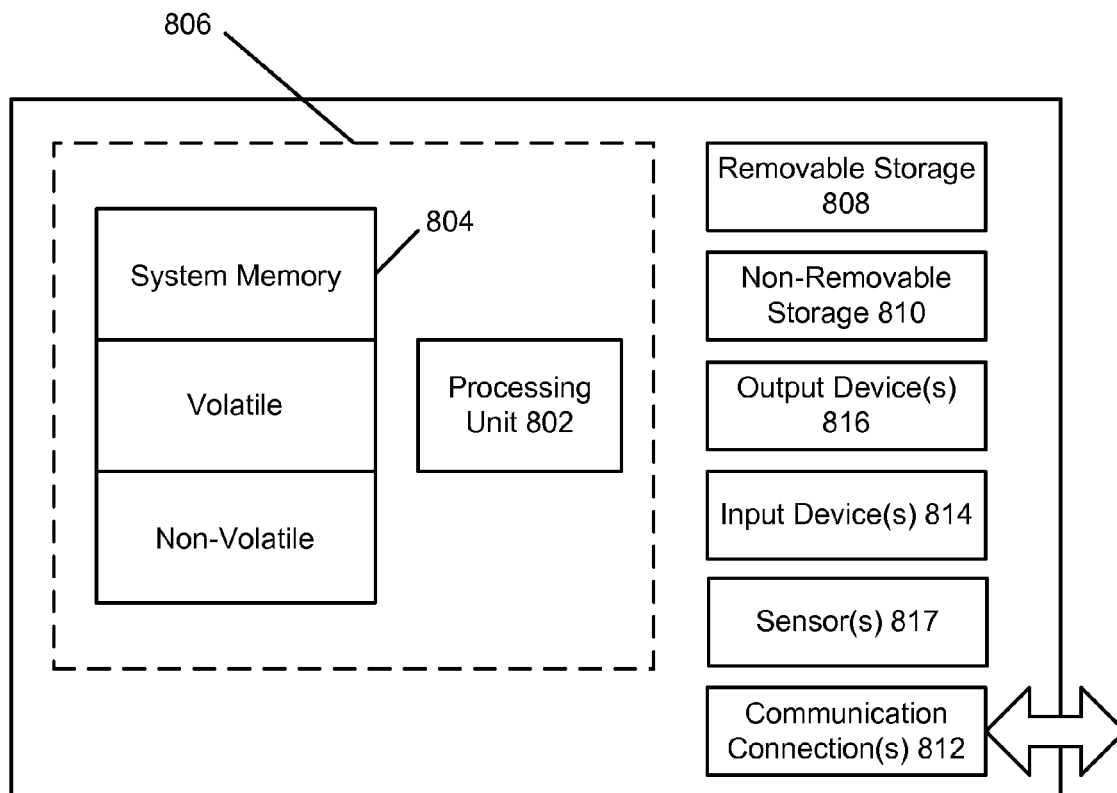 806
804
System Memory
Volatile
Non-Volatile
Processing
Unit 802
Removable Storage
808
Non-Removable
Storage 810
Output Device(s)
816
Input Device(s) 814
Sensor(s) 817
Communication
Connection(s) 812